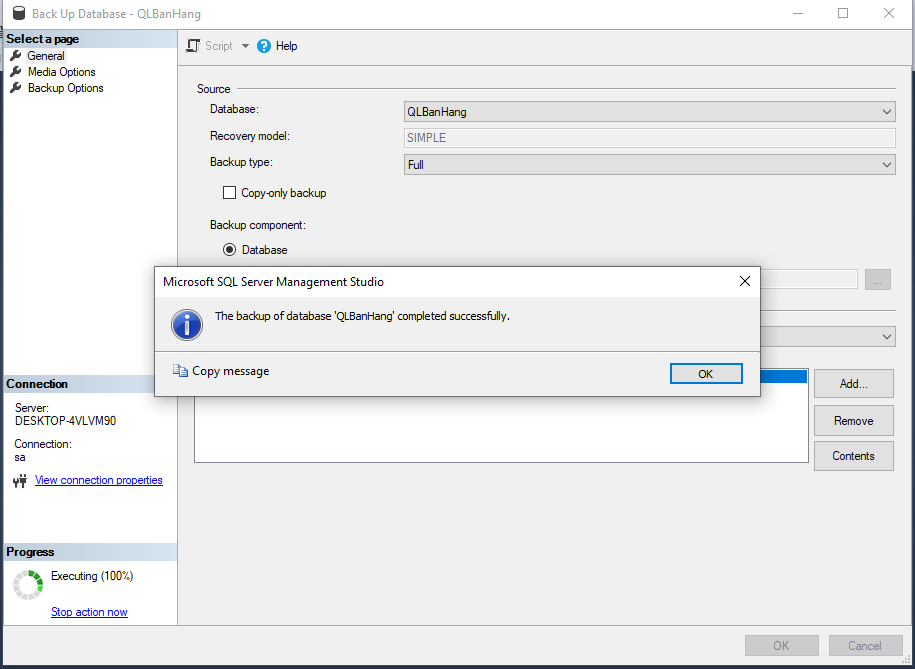 Back Up Database - QLBanHang
Select a page
General
Media Options
Backup Options
Script
Help
Source
Database:
QLBanHang
Recovery model:
SIMPLE
Backup type:
Full
Copy-only backup
Backup component:
Database
...
Microsoft SQL Server Management Studio
The backup of database 'QLBanHang' completed successfully.
Copy message
OK
Add...
Remove
Contents
Connection
Server:
DESKTOP-4VLVM90
Connection:
sa
View connection properties
Progress
Executing (100%)
Stop action now
OK
Cancel